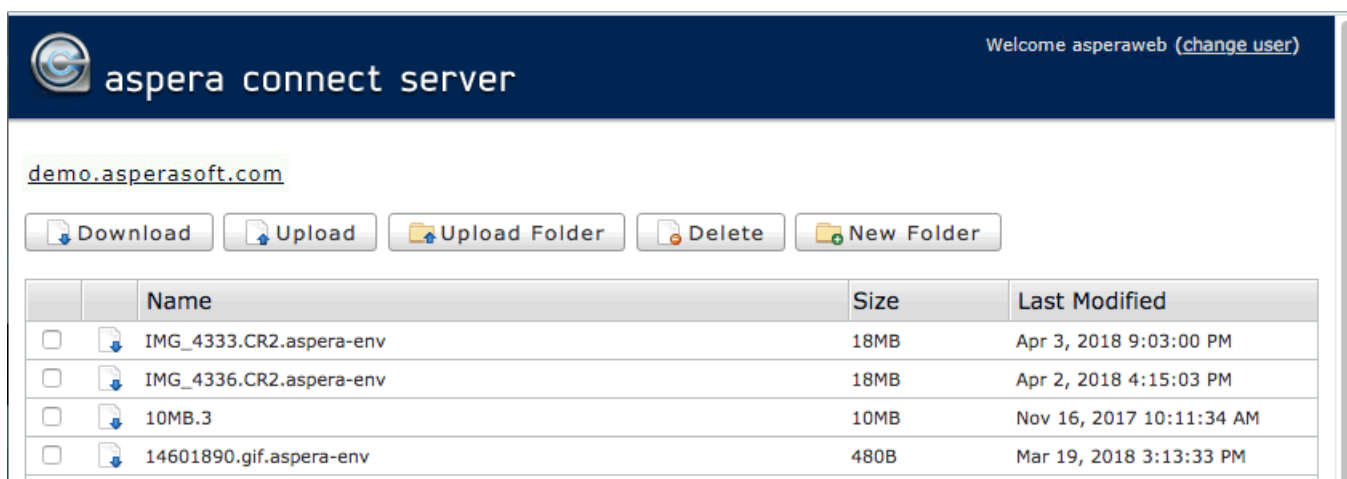 Welcome asperaweb (change user)
aspera connect server
demo.asperasoft.com
Download Upload Upload Folder Delete New Folder
Name Size Last Modified
IMG_4333.CR2.aspera-env 18MB Apr 3, 2018 9:03:00 PM
IMG_4336.CR2.aspera-env 18MB Apr 2, 2018 4:15:03 PM
10MB.3 10MB Nov 16, 2017 10:11:34 AM
14601890.gif.aspera-env 480B Mar 19, 2018 3:13:33 PM